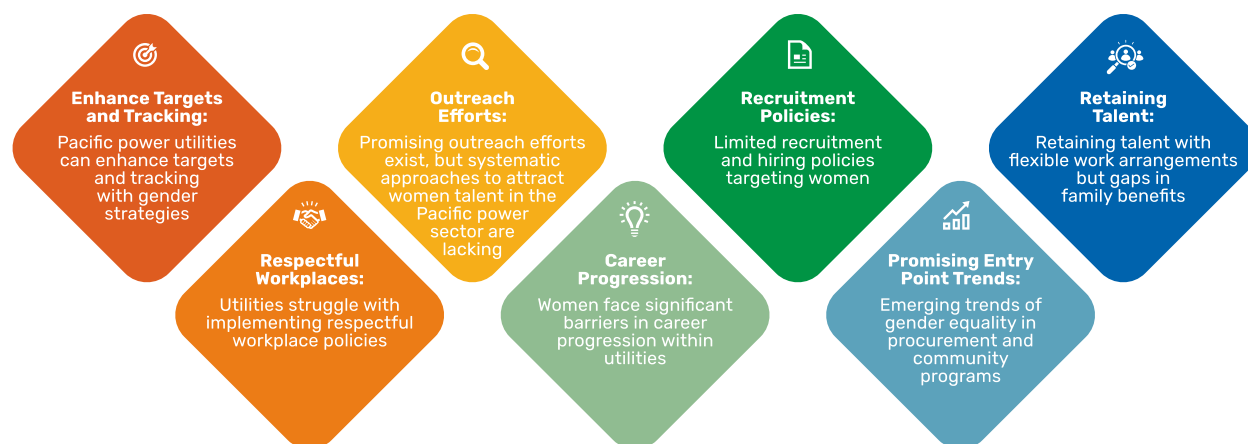 Enhance Targets
and Tracking:
Pacific power utilities
can enhance targets
and tracking
with gender
strategies
Respectful
Workplaces:
Utilities struggle with
implementing respectful
workplace policies
Outreach
Efforts:
Promising outreach efforts
exist, but systematic
approaches to attract
women talent in the
Pacific power
sector are
lacking
Career
Progression:
Women face significant
barriers in career
progression within
utilities
Recruitment
Policies:
Limited recruitment
and hiring policies
targeting women
Promising Entry
Point Trends:
Emerging trends of
gender equality in
procurement and
community
programs
Retaining
Talent:
Retaining talent with
flexible work arrangements
but gaps in
family benefits